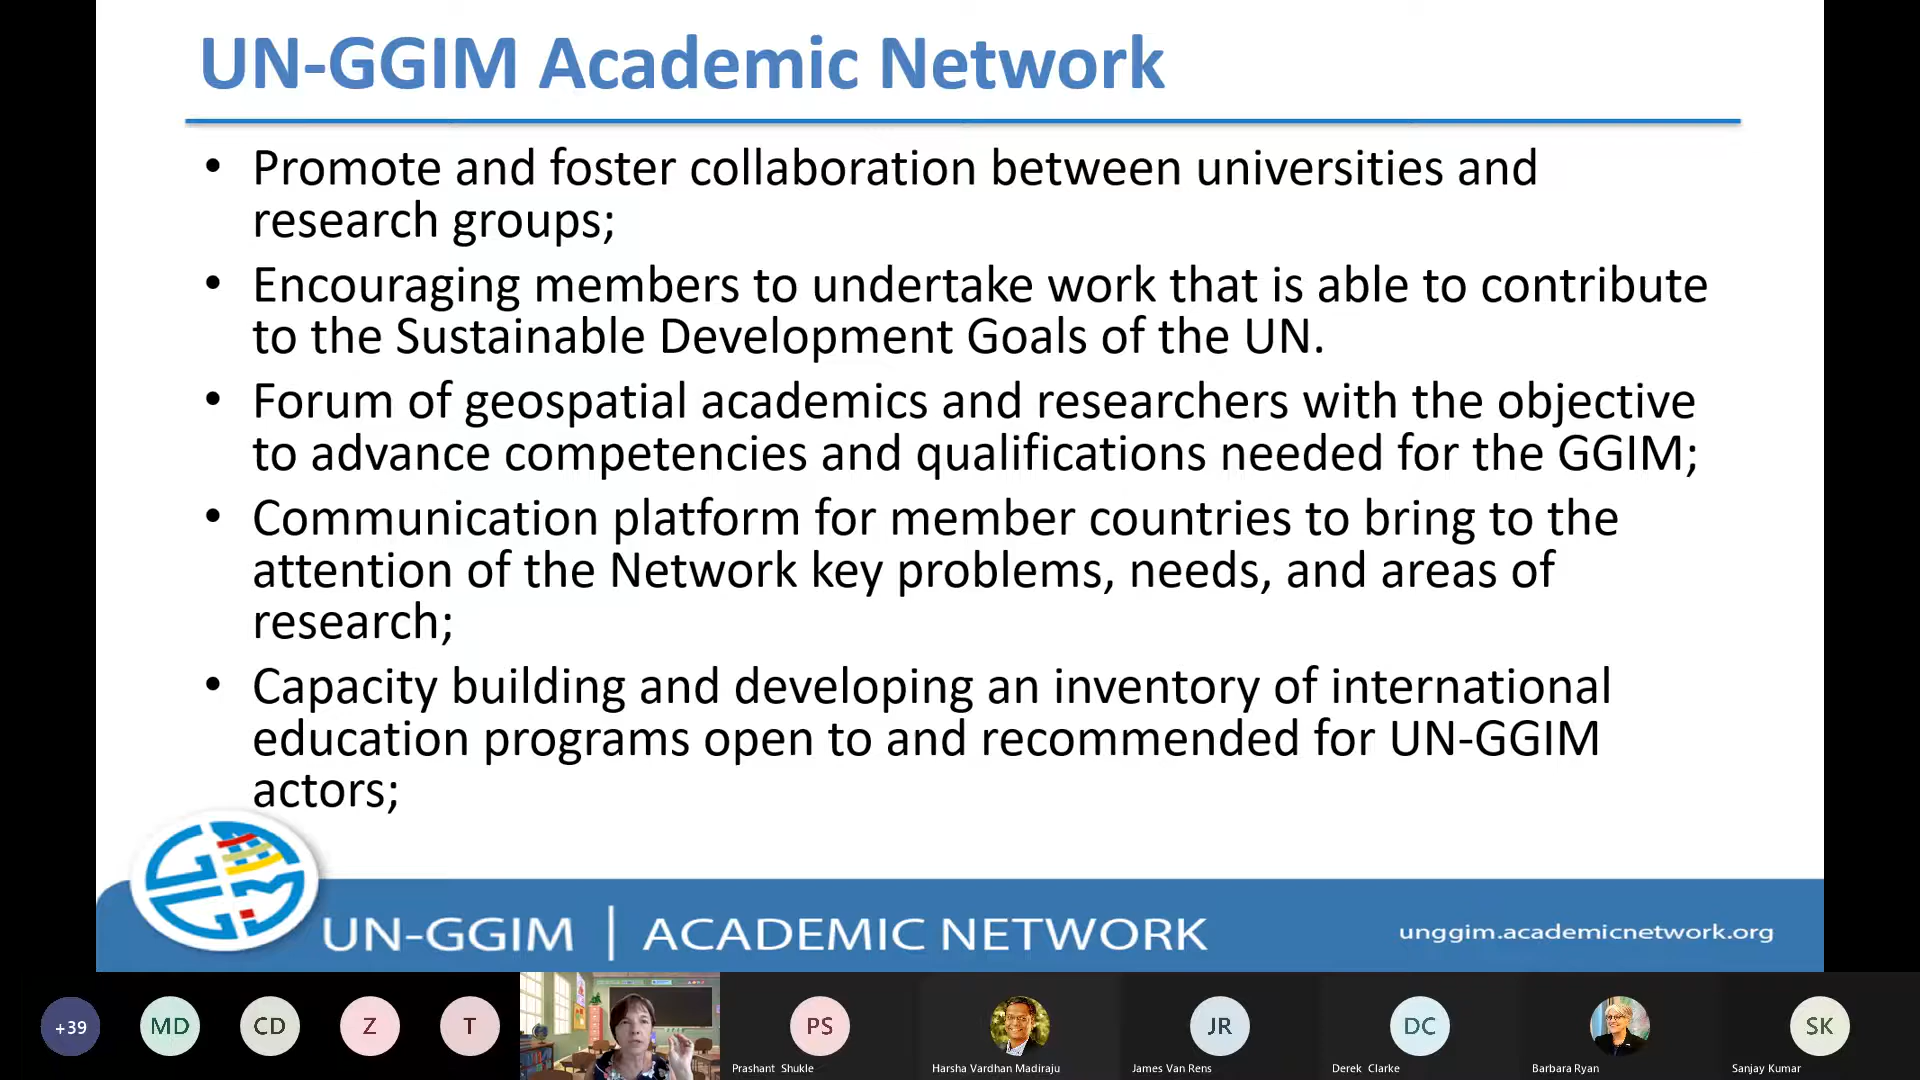 UN-GGIM Academic Network
• Promote and foster collaboration between universities and
research groups;
• Encouraging members to undertake work that is able to contribute
to the Sustainable Development Goals of the UN.
• Forum of geospatial academics and researchers with the objective
to advance competencies and qualifications needed for the GGIM;
• Communication platform for member countries to bring to the
attention of the Network key problems, needs, and areas of
research;
• Capacity building and developing an inventory of international
education programs open to and recommended for UN-GGIM
actors;
UN-GGIM | ACADEMIC NETWORK
unggim.academicnetwork.org
+39
MD
CD
Z
T
PS
Prashant Shukle
Harsha Vardhan Madiraju
JR
James Van Rens
DC
Derek Clarke
Barbara Ryan
SK
Sanjay Kumar